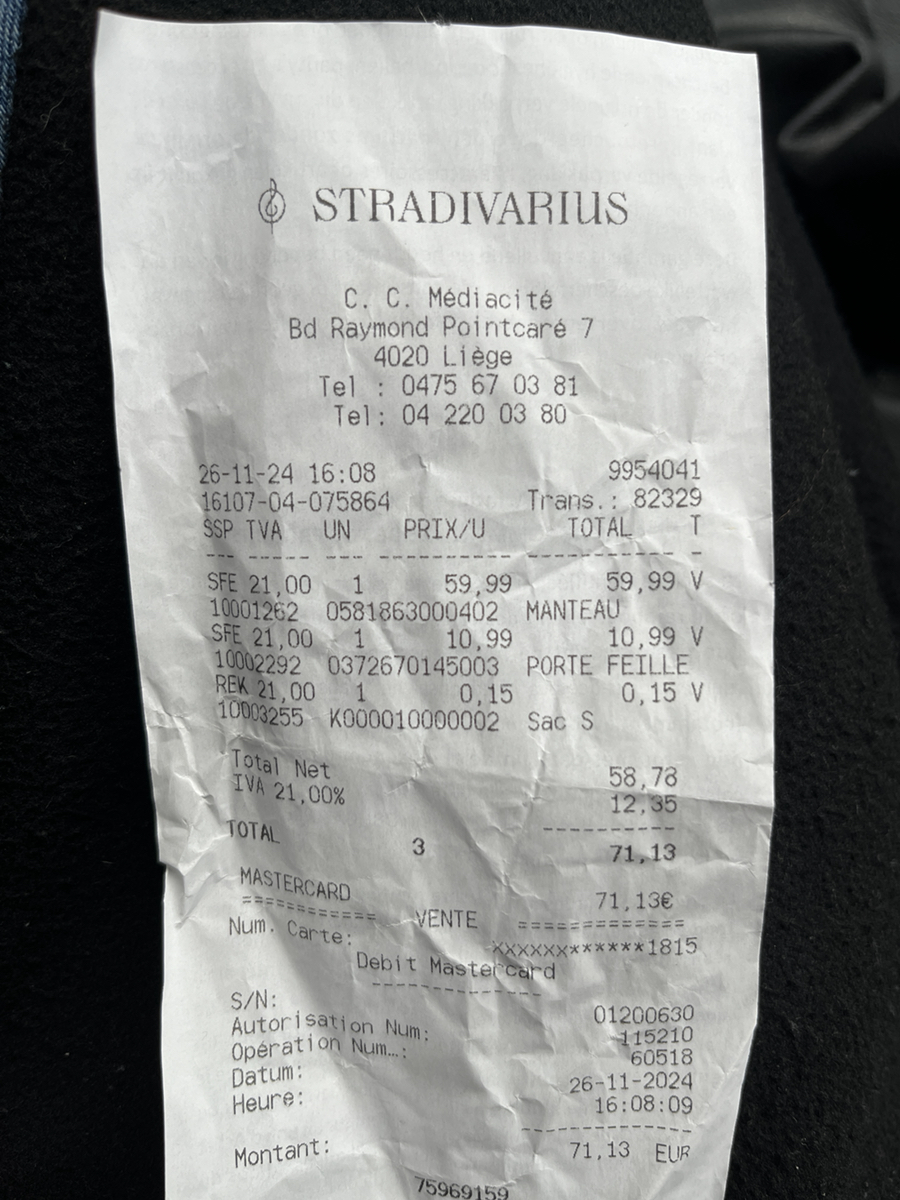 STRADIVARIUS
C. C. Médiacité
Bd Raymond Pointcaré 7
4020 Liège
Tel : 0475 67 03 81
Tel: 04 220 03 80
26-11-24 16:08 9954041
16107-04-075864 Trans.: 82329
SSP TVA UN PRIX/U TOTAL T
--- ----- --- ----------- ----------- -
SFE 21,00 1 59,99 59,99 V
10001262 0581863000402 MANTEAU
SFE 21,00 1 10,99 10,99 V
10002292 0372670145003 PORTE FEILLE
REK 21,00 1 0,15 0,15 V
10003255 K000010000002 Sac S
Total Net 58,78
IVA 21,00% 12,35
----------
TOTAL 3 71,13
MASTERCARD 71,13€
=========== VENTE =============
Num. Carte: XXXXXX******1815
Debit Mastercard
-------------
S/N: 01200630
Autorisation Num: 115210
Opération Num…: 60518
Datum: 26-11-2024
Heure: 16:08:09
-------------
Montant: 71,13 EUR
75969159